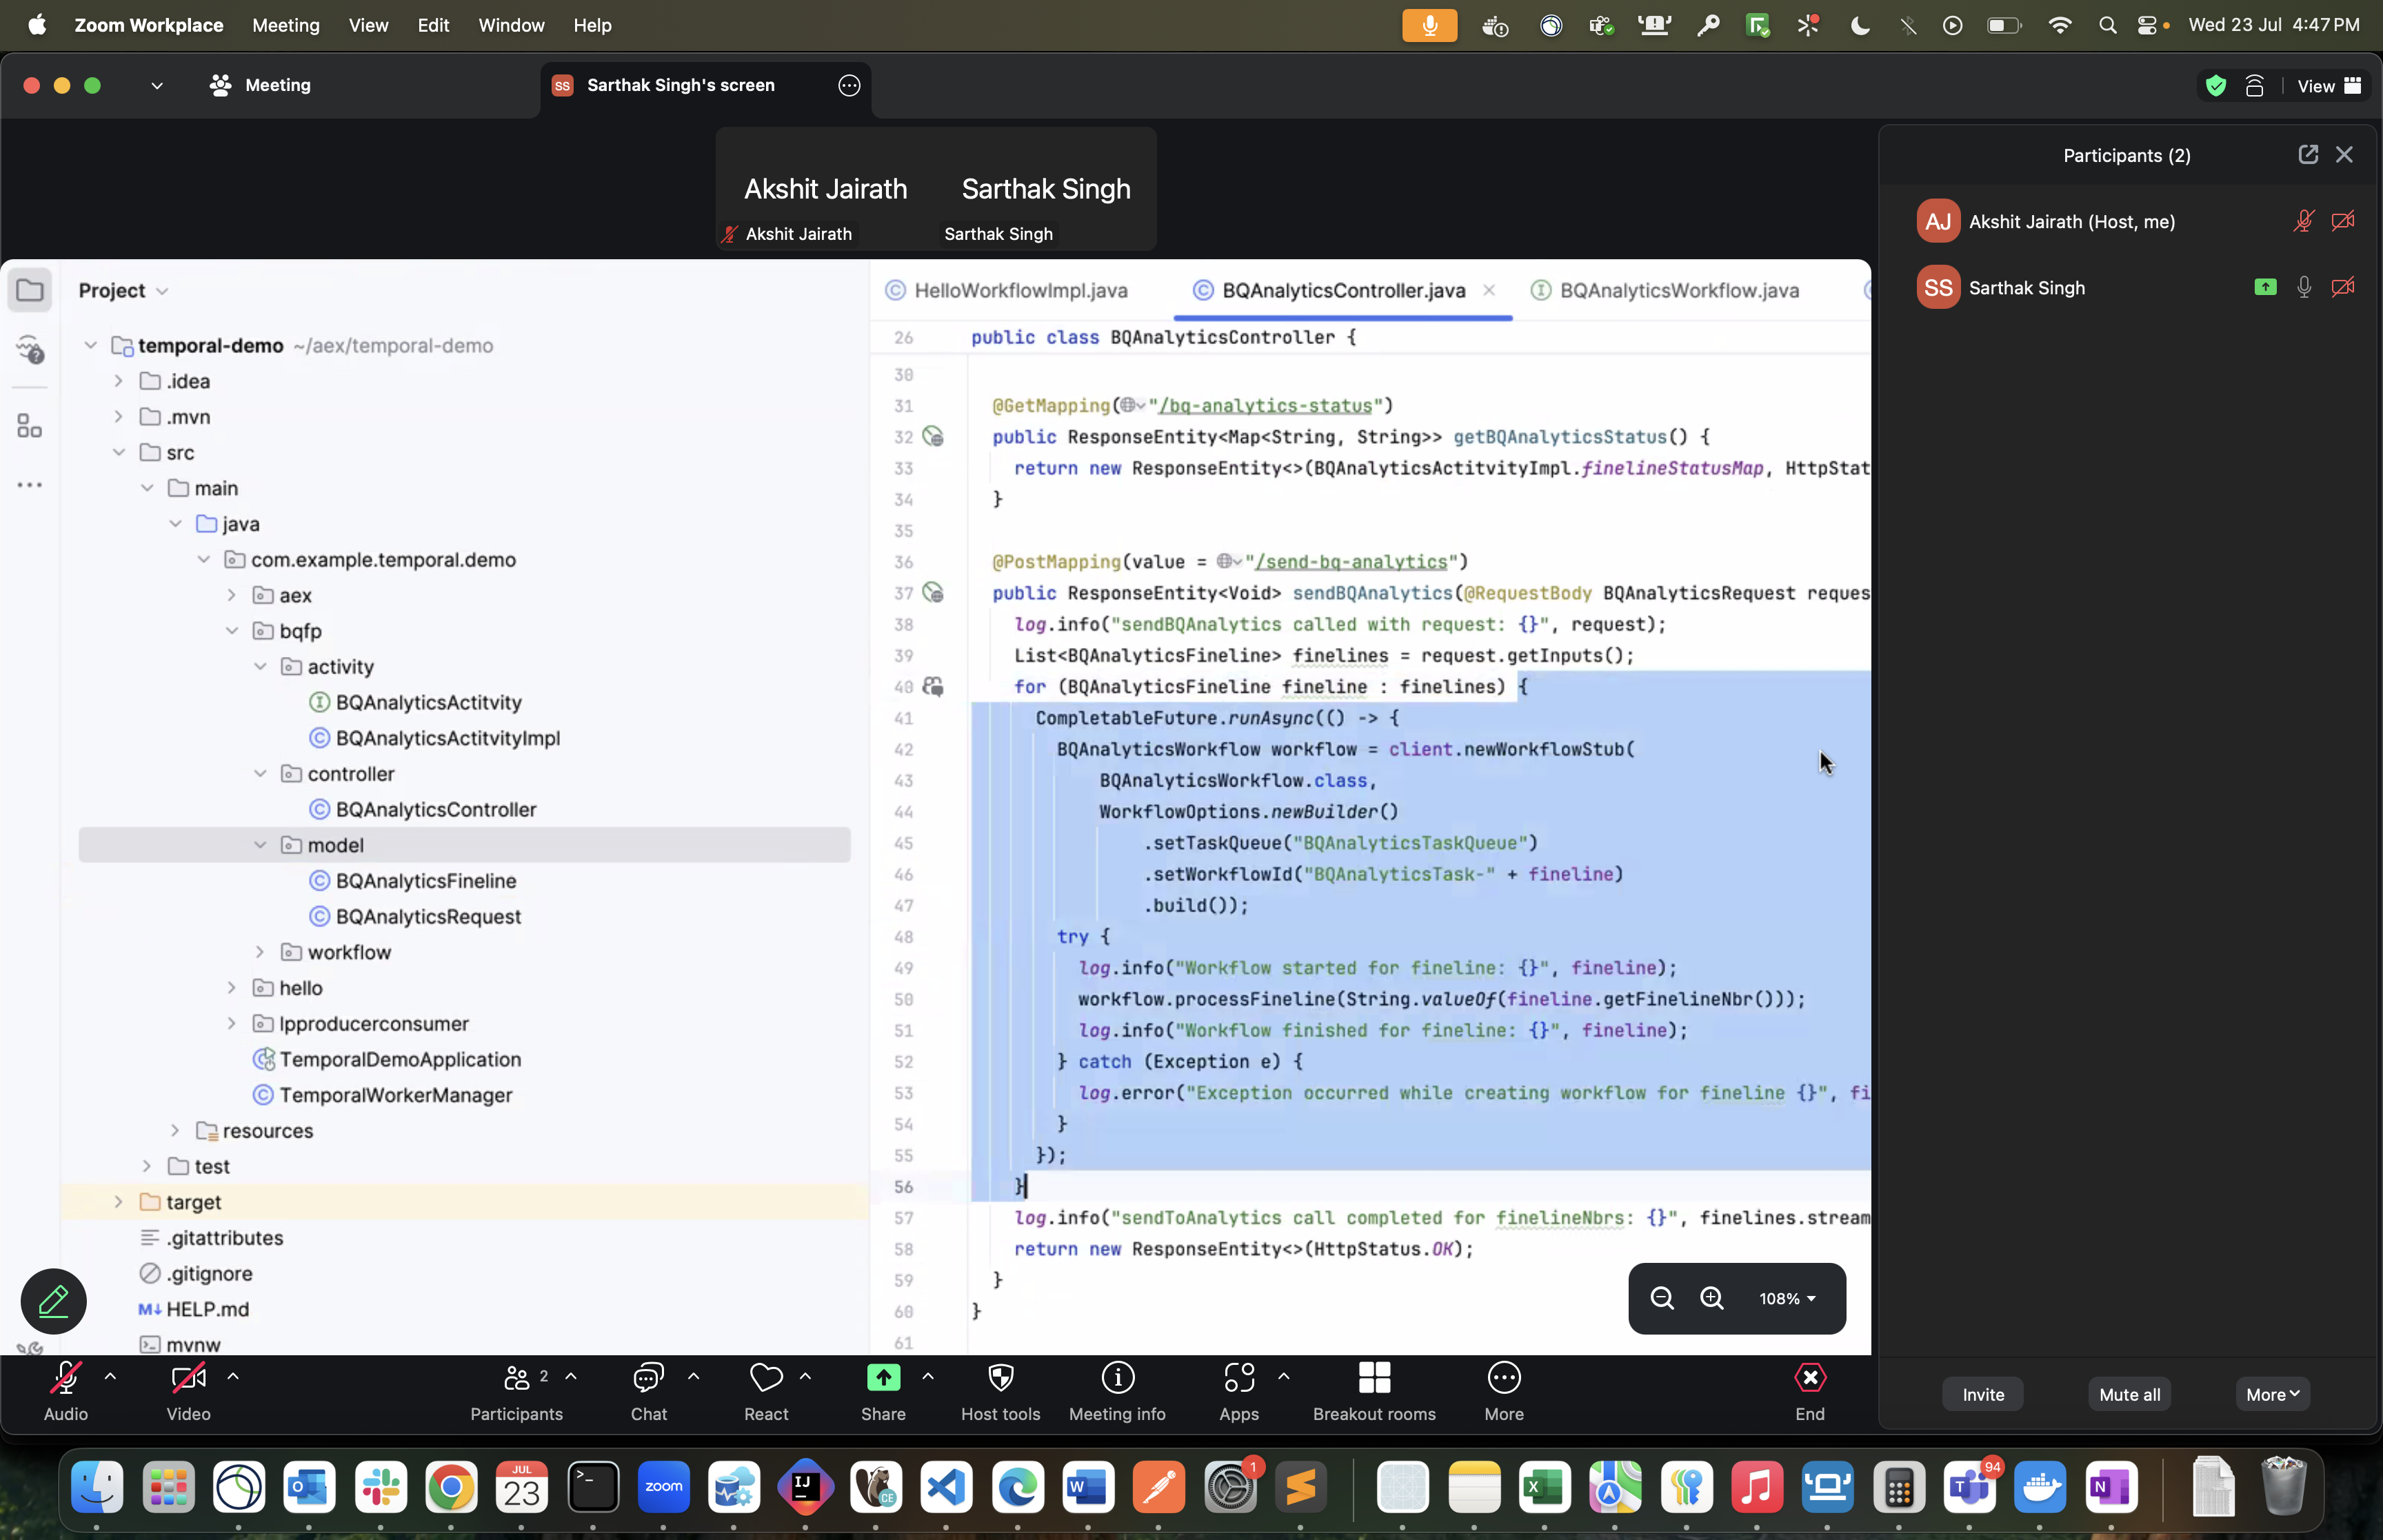 Zoom Workplace Meeting View Edit Window Help
Wed 23 Jul 4:47 PM
Meeting
SS Sarthak Singh's screen
View
Akshit Jairath Sarthak Singh
Akshit Jairath Sarthak Singh
Participants (2)
AJ Akshit Jairath (Host, me)
SS Sarthak Singh
Project
temporal-demo ~/aex/temporal-demo
.idea
.mvn
src
main
java
com.example.temporal.demo
aex
bqfp
activity
BQAnalyticsActitvity
BQAnalyticsActitvityImpl
controller
BQAnalyticsController
model
BQAnalyticsFineline
BQAnalyticsRequest
workflow
hello
lpproducerconsumer
TemporalDemoApplication
TemporalWorkerManager
resources
test
target
.gitattributes
.gitignore
M↓ HELP.md
mvnw
HelloWorkflowImpl.java BQAnalyticsController.java BQAnalyticsWorkflow.java
26 public class BQAnalyticsController {
30
31 @GetMapping("/bq-analytics-status")
32 public ResponseEntity<Map<String, String>> getBQAnalyticsStatus() {
33 return new ResponseEntity<>(BQAnalyticsActitvityImpl.finelineStatusMap, HttpStat
34 }
35
36 @PostMapping(value = "/send-bq-analytics")
37 public ResponseEntity<Void> sendBQAnalytics(@RequestBody BQAnalyticsRequest reques
38 log.info("sendBQAnalytics called with request: {}", request);
39 List<BQAnalyticsFineline> finelines = request.getInputs();
40 for (BQAnalyticsFineline fineline : finelines) {
41 CompletableFuture.runAsync(() -> {
42 BQAnalyticsWorkflow workflow = client.newWorkflowStub(
43 BQAnalyticsWorkflow.class,
44 WorkflowOptions.newBuilder()
45 .setTaskQueue("BQAnalyticsTaskQueue")
46 .setWorkflowId("BQAnalyticsTask-" + fineline)
47 .build());
48 try {
49 log.info("Workflow started for fineline: {}", fineline);
50 workflow.processFineline(String.valueOf(fineline.getFinelineNbr()));
51 log.info("Workflow finished for fineline: {}", fineline);
52 } catch (Exception e) {
53 log.error("Exception occurred while creating workflow for fineline {}", fi
54 }
55 });
56 }
57 log.info("sendToAnalytics call completed for finelineNbrs: {}", finelines.stream
58 return new ResponseEntity<>(HttpStatus.OK);
59 }
60 }
61
108%
Audio Video Participants 2 Chat React Share Host tools Meeting info Apps Breakout rooms More End
Invite Mute all More
JUL 23 zoom IJ CE W 1 X T 94 N